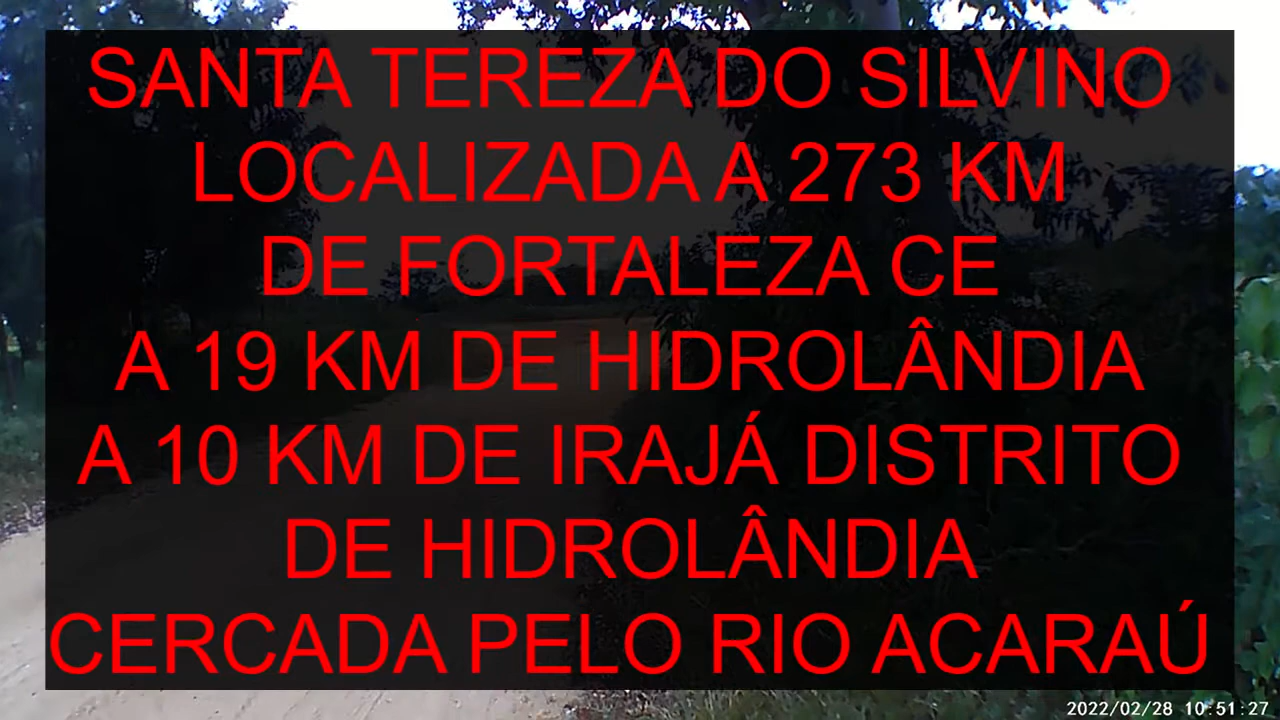 SANTA TEREZA DO SILVINO
LOCALIZADA A 273 KM
DE FORTALEZA CE
A 19 KM DE HIDROLÂNDIA
A 10 KM DE IRAJÁ DISTRITO
DE HIDROLÂNDIA
CERCADA PELO RIO ACARAÚ
2022/02/28 10:51:27